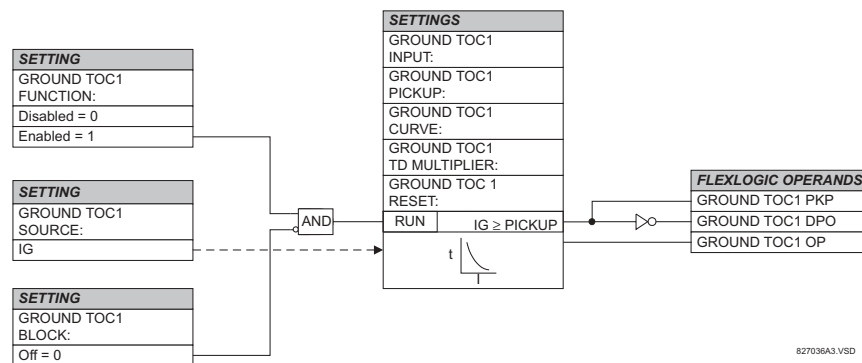 SETTING
GROUND TOC1
FUNCTION:
Disabled = 0
Enabled = 1
SETTING
GROUND TOC1
SOURCE:
IG
SETTING
GROUND TOC1
BLOCK:
Off = 0
AND
SETTINGS
GROUND TOC1
INPUT:
GROUND TOC1
PICKUP:
GROUND TOC1
CURVE:
GROUND TOC1
TD MULTIPLIER:
GROUND TOC 1
RESET:
RUN
IG ≥ PICKUP
t
I
FLEXLOGIC OPERANDS
GROUND TOC1 PKP
GROUND TOC1 DPO
GROUND TOC1 OP
827036A3.VSD